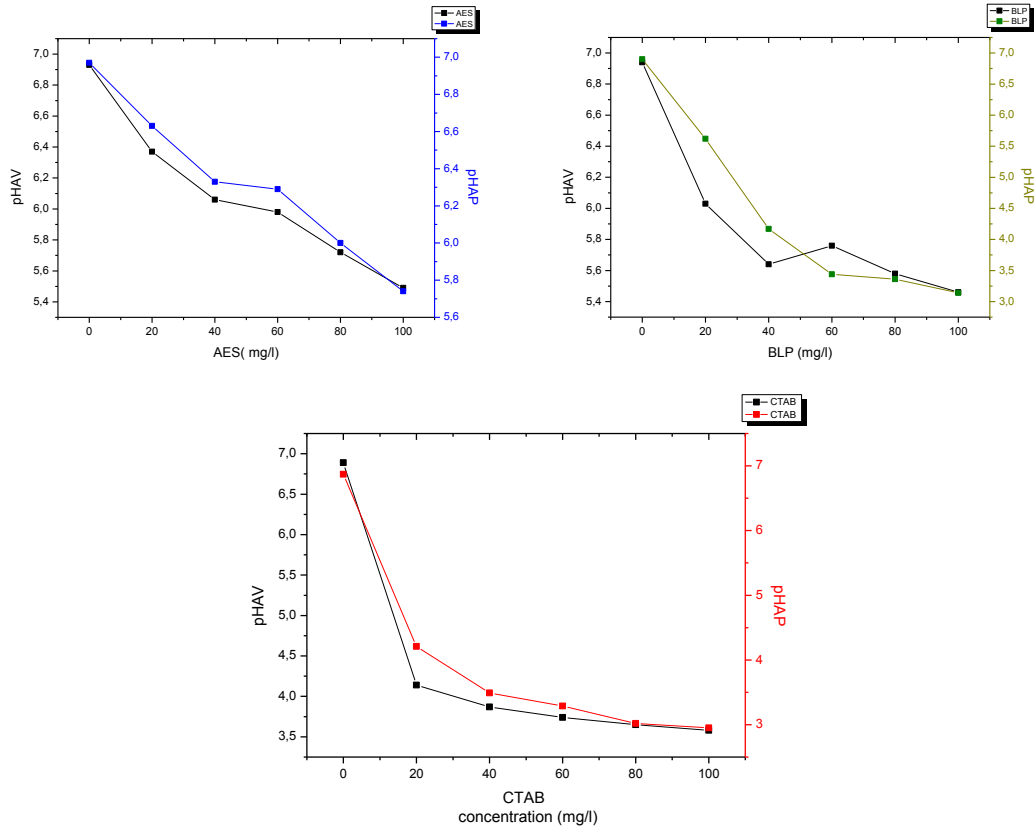 AES
AES
7,0
6,8
6,6
6,4
6,2
6,0
5,8
5,6
5,4
pHAV
7,0
6,8
6,6
6,4
6,2
6,0
5,8
5,6
pHAP
0 20 40 60 80 100
AES( mg/l)
BLP
BLP
7,0
6,8
6,6
6,4
6,2
6,0
5,8
5,6
5,4
pHAV
7,0
6,5
6,0
5,5
5,0
4,5
4,0
3,5
3,0
pHAP
0 20 40 60 80 100
BLP (mg/l)
CTAB
CTAB
7,0
6,5
6,0
5,5
5,0
4,5
4,0
3,5
pHAV
7
6
5
4
3
pHAP
0 20 40 60 80 100
CTAB
concentration (mg/l)